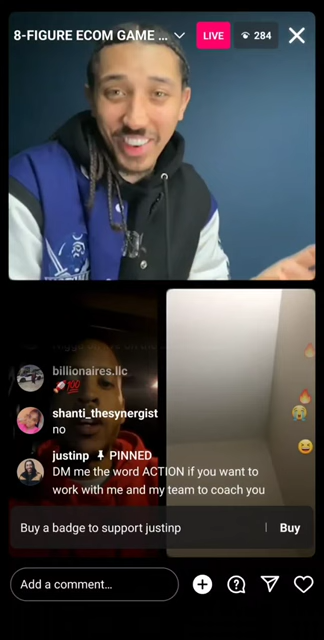 8-FIGURE ECOM GAME ...
LIVE
284
billionaires.llc
🚀💯
shanti_thesynergist
no
justinp 📌 PINNED
DM me the word ACTION if you want to
work with me and my team to coach you
Buy a badge to support justinp
Buy
Add a comment...